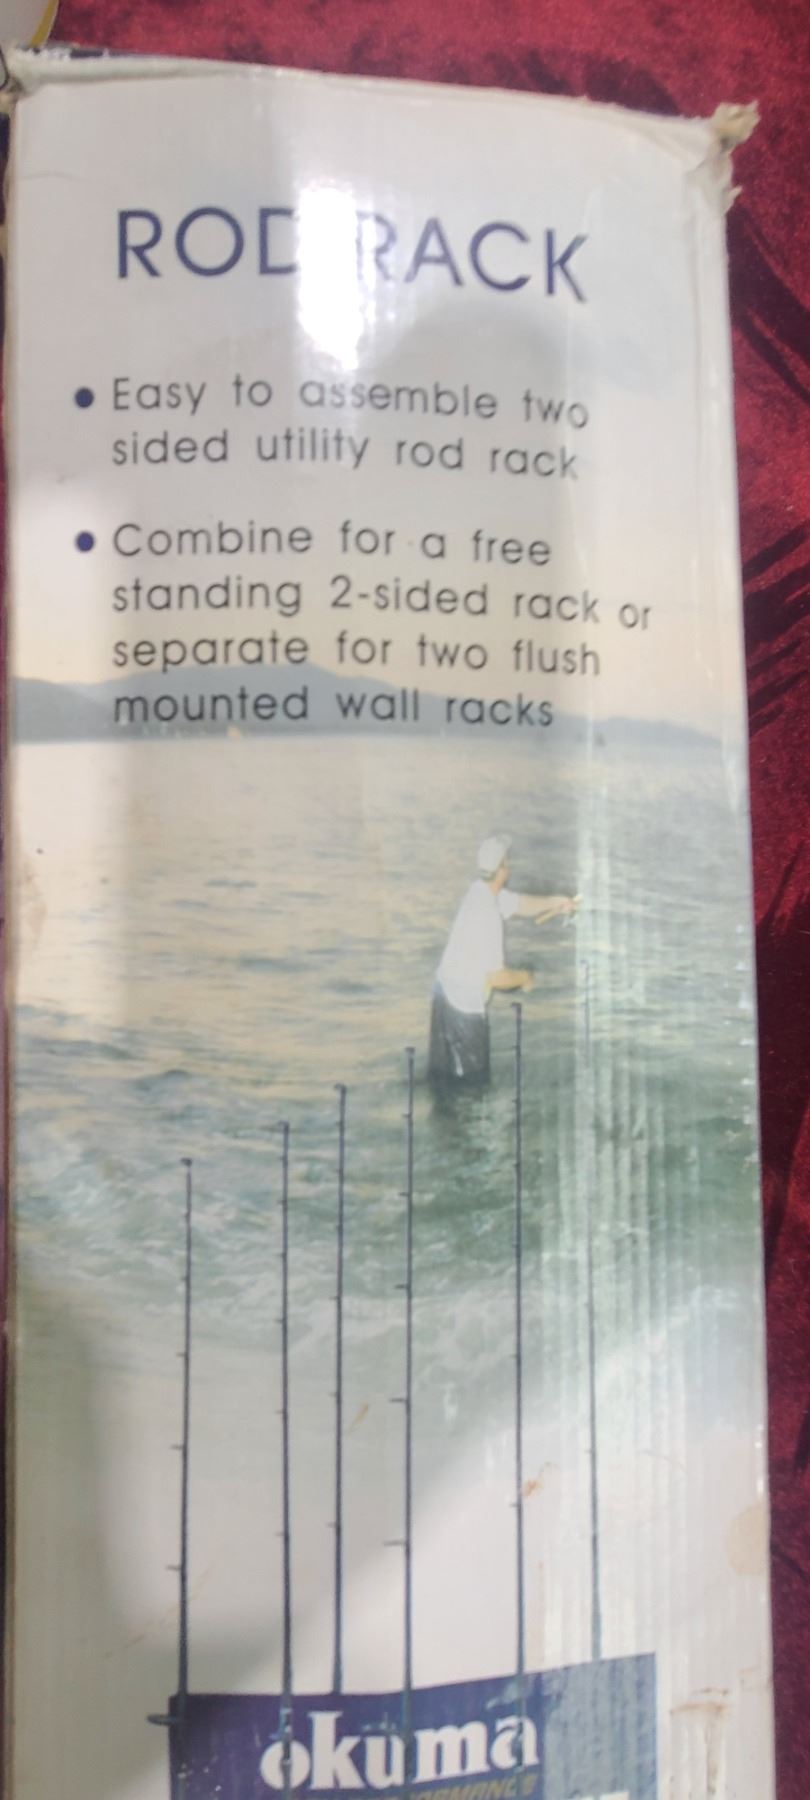 ROD RACK
• Easy to assemble two
sided utility rod rack
• Combine for a free
standing 2-sided rack or
separate for two flush
mounted wall racks
okuma